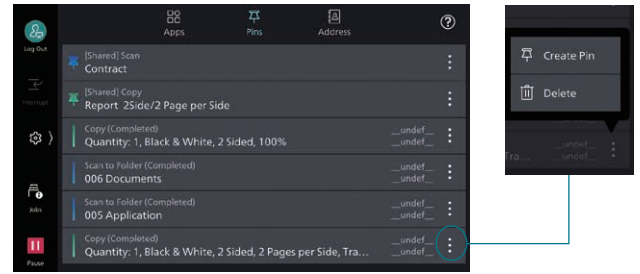 Apps
Pins
Address
?
Log Out
Interrupt
Jobs
Pause
[Shared] Scan
Contract
[Shared] Copy
Report 2Side/2 Page per Side
Copy (Completed)
Quantity: 1, Black & White, 2 Sided, 100%
__undef__
__undef__
Scan to Folder (Completed)
006 Documents
__undef__
__undef__
Scan to Folder (Completed)
005 Application
__undef__
__undef__
Copy (Completed)
Quantity: 1, Black & White, 2 Sided, 2 Pages per Side, Tra...
__undef__
__undef__
Create Pin
Delete
__undef__
Tra... __undef__